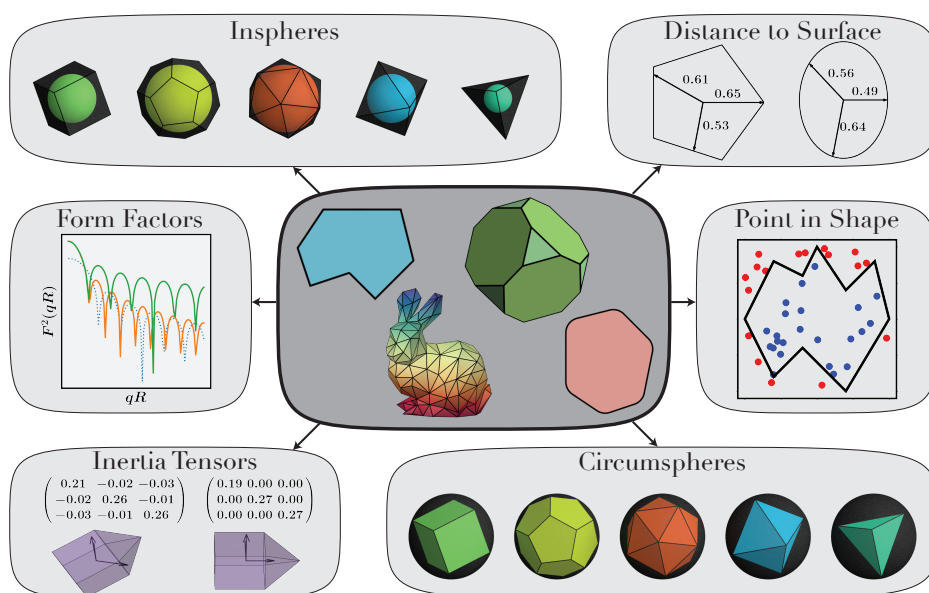 Inspheres
Distance to Surface
0.61
0.65
0.53
0.56
0.49
0.64
Form Factors
F²(qR)
qR
Point in Shape
Inertia Tensors
0.21 −0.02 −0.03
−0.02 0.26 −0.01
−0.03 −0.01 0.26
0.19 0.00 0.00
0.00 0.27 0.00
0.00 0.00 0.27
Circumspheres